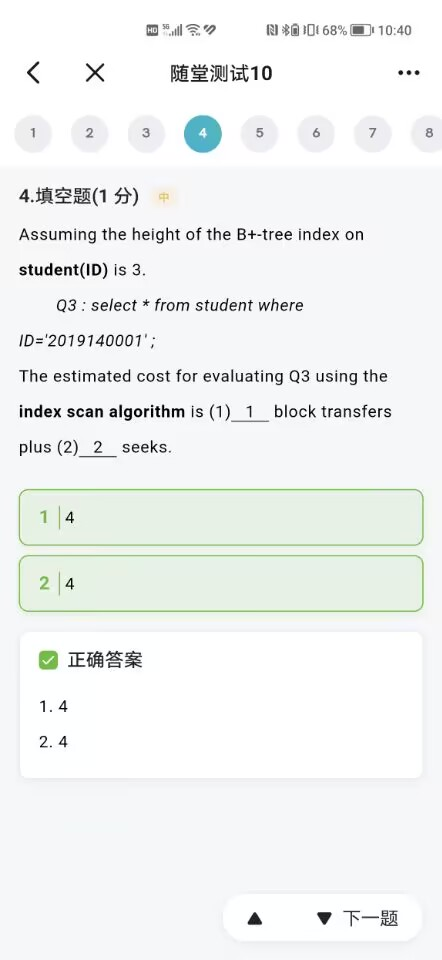 HD 5G 68% 10:40
随堂测试10
1 2 3 4 5 6 7 8
4.填空题(1 分) 中
Assuming the height of the B+-tree index on
student(ID) is 3.
Q3 : select * from student where
ID='2019140001' ;
The estimated cost for evaluating Q3 using the
index scan algorithm is (1) 1 block transfers
plus (2) 2 seeks.
1 4
2 4
正确答案
1. 4
2. 4
下一题